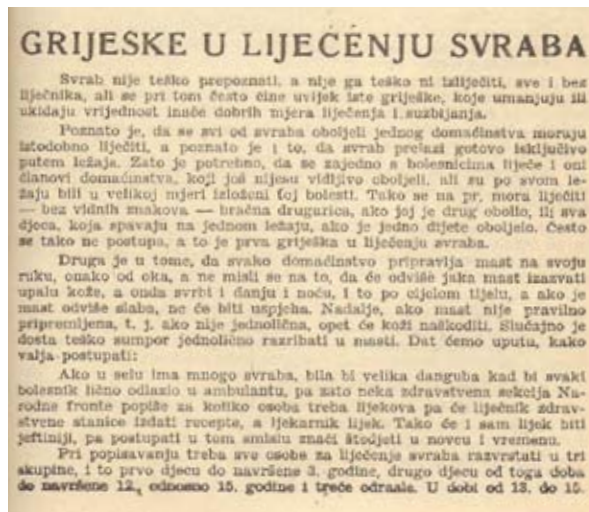 GRIJEŠKE U LIJEČENJU SVRABA
Svrab nije teško prepoznati, a nije ga teško ni izliječiti, sve i bez
liječnika, ali se pri tom često čine uvijek iste griješke, koje umanjuju ili
ukidaju vrijednost inače dobrih mjera liječenja i suzbijanja.
Poznato je, da se svi od svraba oboljeli jednog domaćinstva moraju
istodobno liječiti, a poznato je i to, da svrab prelazi gotovo isključivo
putem ležaja. Zato je potrebno, da se zajedno s bolesnicima liječe i oni
članovi domaćinstva, koji još nijesu vidljivo oboljeli, ali su po svom le-
žaju bili u velikoj mjeri izloženi toj bolesti. Tako se na pr. mora liječiti
— bez vidnih znakova — bračna drugarica, ako joj je drug obolio, ili sva
djeca, koja spavaju na jednom ležaju, ako je jedno dijete oboljelo. Često
se tako ne postupa, a to je prva griješka u liječenju svraba.
Druga je u tome, da svako domaćinstvo pripravlja mast na svoju
ruku, onako od oka, a ne misli se na to, da će odviše jaka mast izazvati
upalu kože, a onda svrbi i danju i noću, i to po cijelom tijelu, a ako je
mast odviše slaba, ne će biti uspjeha. Nadalje, ako mast nije pravilno
pripremljena, t. j. ako nije jednolična, opet će koži naškoditi. Slučajno je
dosta teško sumpor jednolično razribati u masti. Dat ćemo uputu, kako
valja postupati:
Ako u selu ima mnogo svraba, bila bi velika danguba kad bi svaki
bolesnik lično odlazio u ambulantu, pa zato neka zdravstvena sekcija Na-
rodne fronte popiše za koliko osoba treba lijekova pa će liječnik zdrav-
stvene stanice izdati recepte, a ljekarnik lijek. Tako će i sam lijek biti
jeftiniji, pa postupati u tom smislu znači štodjeti u novcu i vremenu.
Pri popisavanju treba sve osobe za liječenje svraba razvrstati u tri
skupine, i to prvo djecu do navršene 3. godine, drugo djecu od toga doba
do navršene 12., odnosno 15. godine i treće odrasle. U dobi od 13. do 15.